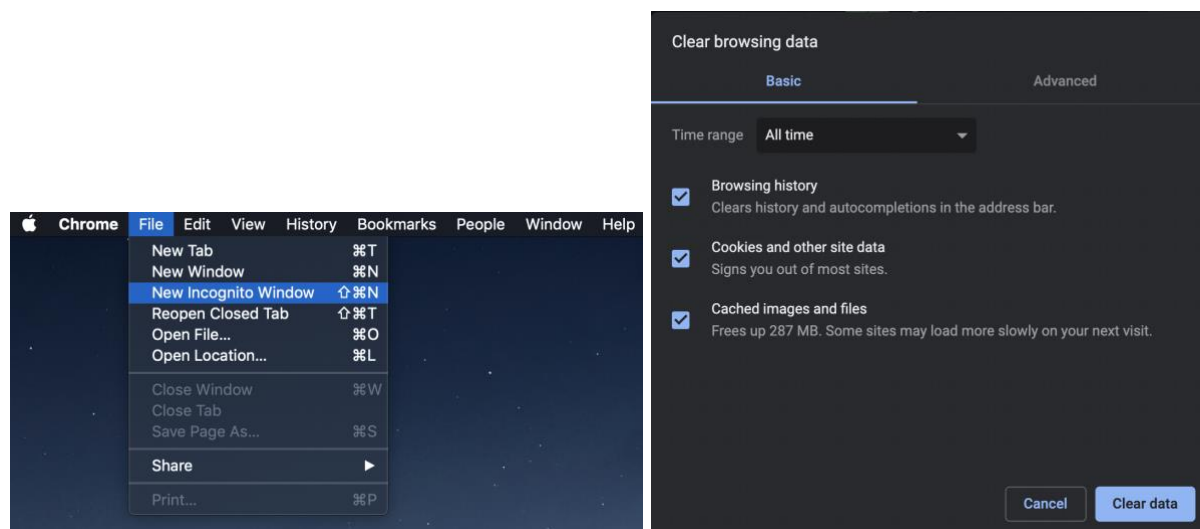 Chrome File Edit View History Bookmarks People Window Help
New Tab ⌘T
New Window ⌘N
New Incognito Window ⇧⌘N
Reopen Closed Tab ⇧⌘T
Open File... ⌘O
Open Location... ⌘L
Close Window ⌘W
Close Tab
Save Page As... ⌘S
Share
Print... ⌘P
Clear browsing data
Basic Advanced
Time range All time
Browsing history
Clears history and autocompletions in the address bar.
Cookies and other site data
Signs you out of most sites.
Cached images and files
Frees up 287 MB. Some sites may load more slowly on your next visit.
Cancel Clear data